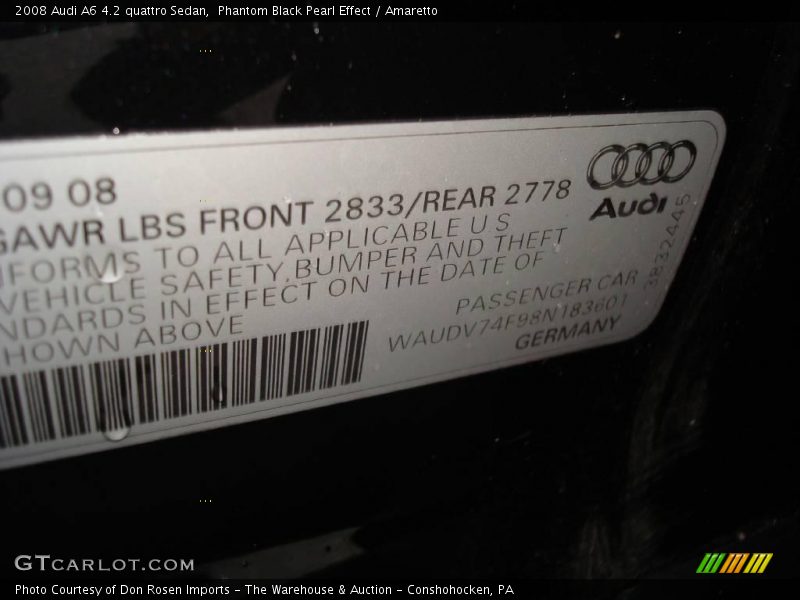 2008 Audi A6 4.2 quattro Sedan,  Phantom Black Pearl Effect / Amaretto
09 08
GAWR LBS FRONT 2833/REAR 2778
NFORMS TO ALL APPLICABLE U.S
VEHICLE SAFETY,BUMPER AND THEFT
NDARDS IN EFFECT ON THE DATE OF
HOWN ABOVE
Audi
3832445
PASSENGER CAR
WAUDV74F98N183601
GERMANY
GTCARLOT.COM
Photo Courtesy of Don Rosen Imports - The Warehouse & Auction - Conshohocken, PA